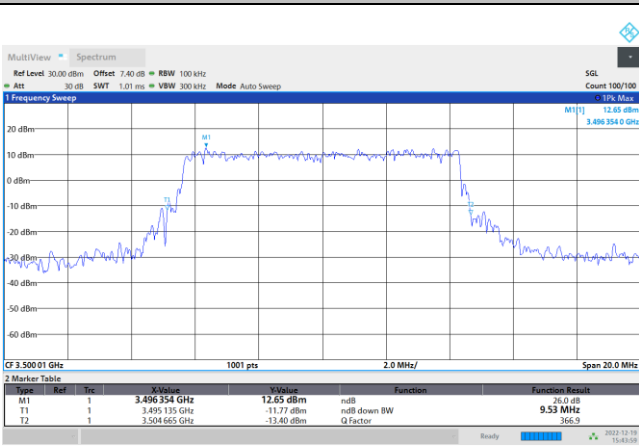 MultiView Spectrum
Ref Level 30.00 dBm Offset 7.40 dB RBW 100 kHz SGL
Att 30 dB SWT 1.01 ms VBW 300 kHz Mode Auto Sweep Count 100/100
1 Frequency Sweep 1Pk Max
M1[1] 12.65 dBm
3.496 354 0 GHz
20 dBm
M1
10 dBm
0 dBm
T1
T2
-10 dBm
-20 dBm
-30 dBm
-40 dBm
-60 dBm
CF 3.500 01 GHz 1001 pts 2.0 MHz/ Span 20.0 MHz
2 Marker Table
Type Ref Trc X-Value Y-Value Function Function Result
M1 1 3.496 354 GHz 12.65 dBm ndB 26.0 dB
T1 1 3.495 135 GHz -11.77 dBm ndB down BW 9.53 MHz
T2 1 3.504 665 GHz -13.40 dBm Q Factor 366.9
Ready 2022-12-19
15:43:59